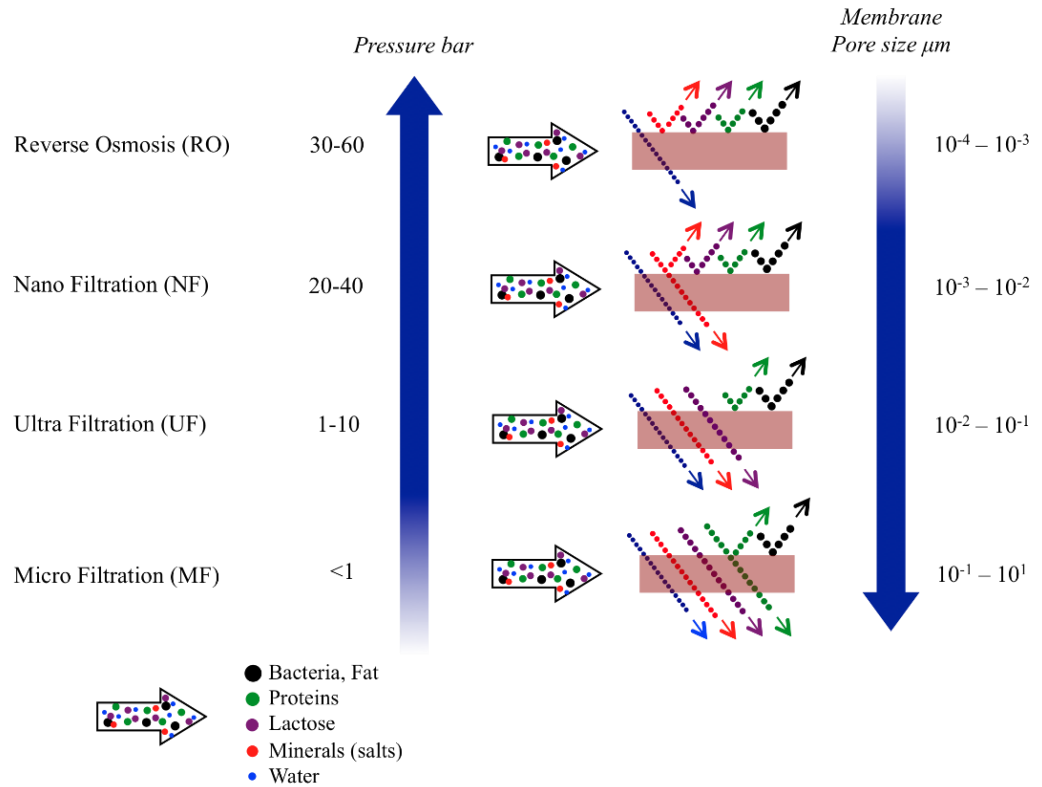 Membrane
Pressure bar Pore size μm
Reverse Osmosis (RO) 30-60 10⁻⁴ – 10⁻³
Nano Filtration (NF) 20-40 10⁻³ – 10⁻²
Ultra Filtration (UF) 1-10 10⁻² – 10⁻¹
Micro Filtration (MF) <1 10⁻¹ – 10¹
Bacteria, Fat
Proteins
Lactose
Minerals (salts)
Water